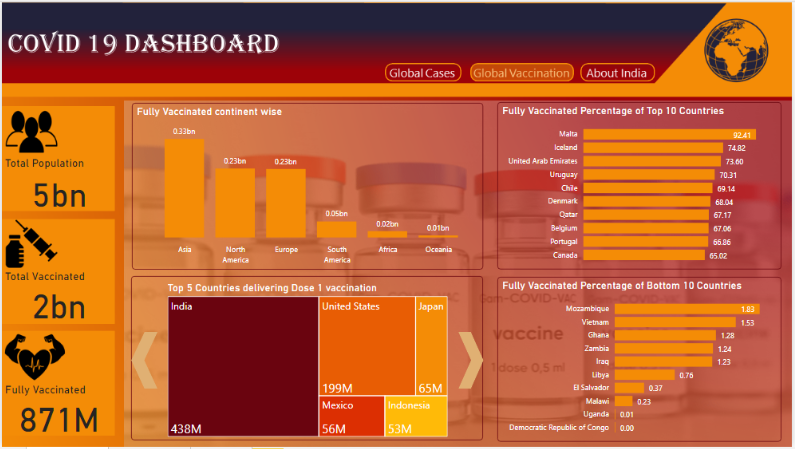 COVID 19 DASHBOARD
Global Cases
Global Vaccination
About India
Total Population
5bn
Total Vaccinated
2bn
Fully Vaccinated
871M
Fully Vaccinated continent wise
0.33bn
0.23bn
0.23bn
0.05bn
0.02bn
0.01bn
Asia
North America
Europe
South America
Africa
Oceania
Fully Vaccinated Percentage of Top 10 Countries
Malta 92.41
Iceland 74.82
United Arab Emirates 73.60
Uruguay 70.31
Chile 69.14
Denmark 68.04
Qatar 67.17
Belgium 67.06
Portugal 66.86
Canada 65.02
Top 5 Countries delivering Dose 1 vaccination
India
438M
United States
199M
Japan
65M
Mexico
56M
Indonesia
53M
Fully Vaccinated Percentage of Bottom 10 Countries
Mozambique 1.83
Vietnam 1.53
Ghana 1.28
Zambia 1.24
Iraq 1.23
Libya 0.76
El Salvador 0.37
Malawi 0.23
Uganda 0.01
Democratic Republic of Congo 0.00
vaccine
1 dose 0,5 ml